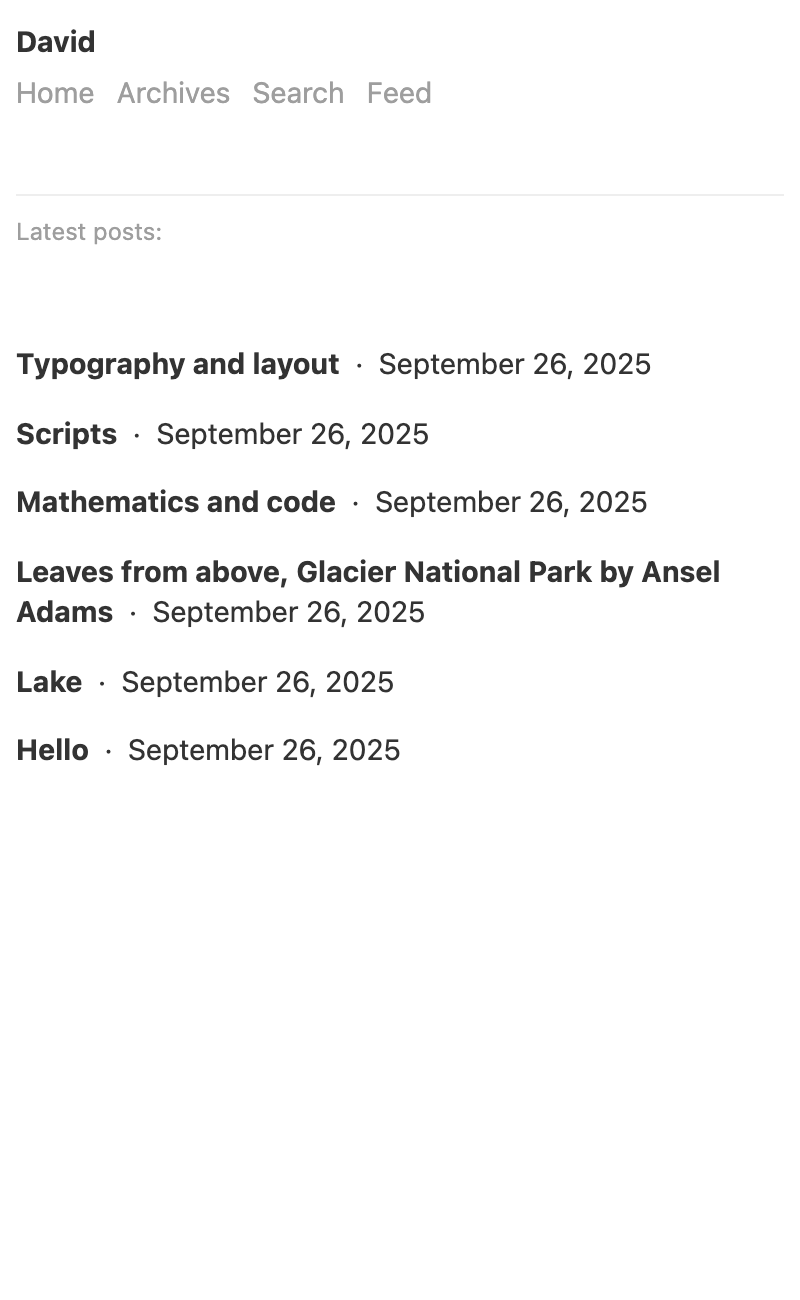 David
Home Archives Search Feed
Latest posts:
Typography and layout · September 26, 2025
Scripts · September 26, 2025
Mathematics and code · September 26, 2025
Leaves from above, Glacier National Park by Ansel
Adams · September 26, 2025
Lake · September 26, 2025
Hello · September 26, 2025